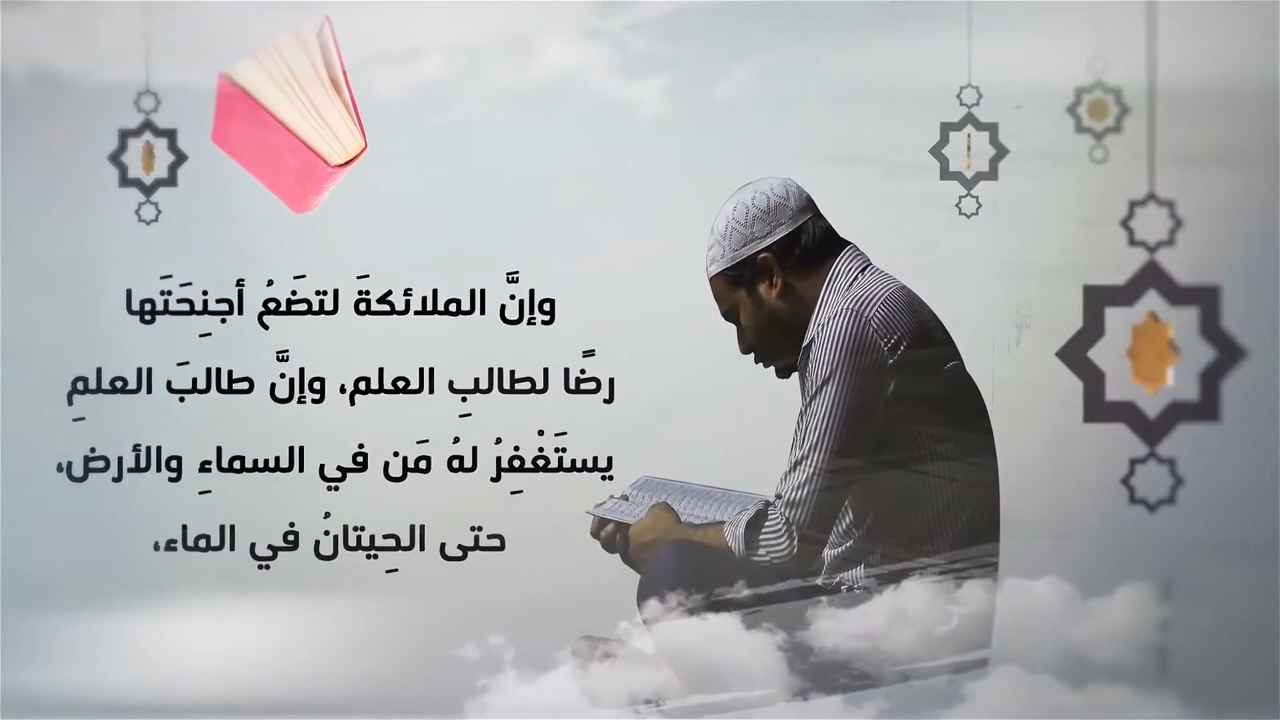 وإنَّ الملائكةَ لتضَعُ أجنِحَتَها
رضًا لطالبِ العلم، وإنَّ طالبَ العلمِ
يستَغْفِرُ لهُ مَن في السماءِ والأرض،
حتى الحِيتانُ في الماء،